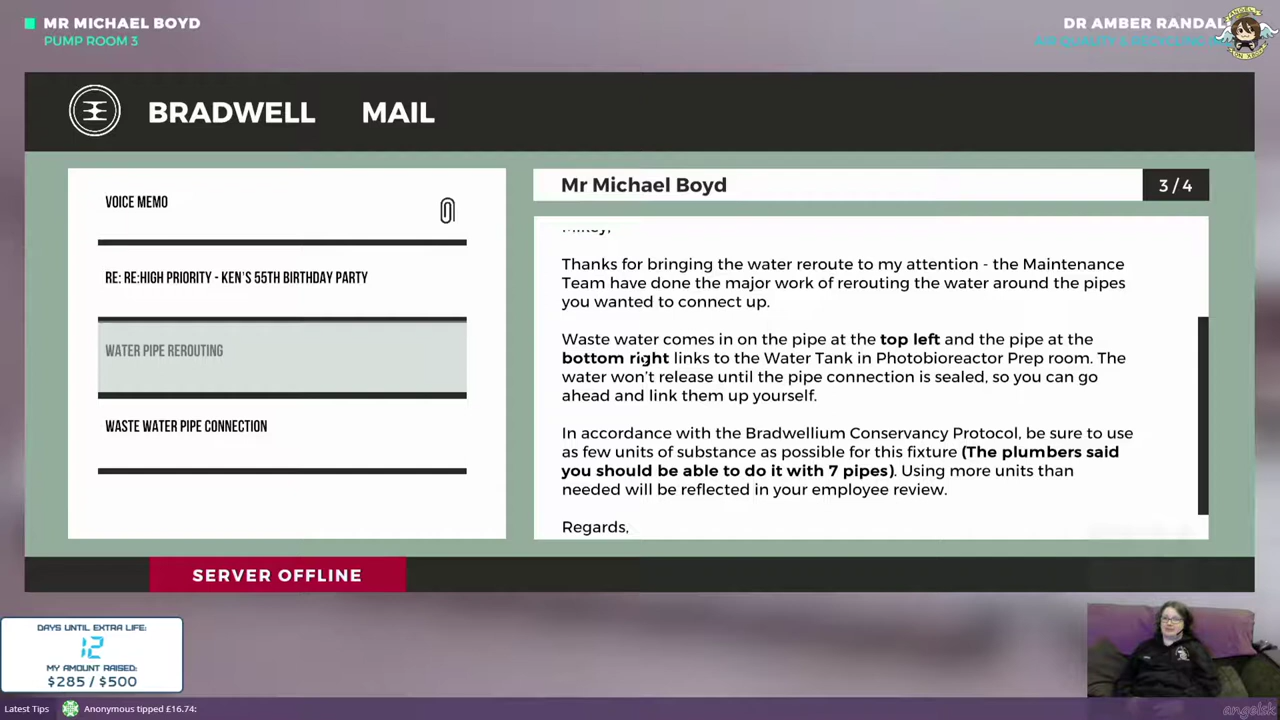 MR MICHAEL BOYD
PUMP ROOM 3
DR AMBER RANDAL
AIR QUALITY & RECYCLING
BRADWELL MAIL
VOICE MEMO
RE: RE:HIGH PRIORITY - KEN'S 55TH BIRTHDAY PARTY
WATER PIPE REROUTING
WASTE WATER PIPE CONNECTION
Mr Michael Boyd
3 / 4
Mikey,
Thanks for bringing the water reroute to my attention - the Maintenance
Team have done the major work of rerouting the water around the pipes
you wanted to connect up.
Waste water comes in on the pipe at the top left and the pipe at the
bottom right links to the Water Tank in Photobioreactor Prep room. The
water won't release until the pipe connection is sealed, so you can go
ahead and link them up yourself.
In accordance with the Bradwellium Conservancy Protocol, be sure to use
as few units of substance as possible for this fixture (The plumbers said
you should be able to do it with 7 pipes). Using more units than
needed will be reflected in your employee review.
Regards,
SERVER OFFLINE
DAYS UNTIL EXTRA LIFE:
12
MY AMOUNT RAISED:
$285 / $500
Latest Tips
Anonymous tipped £16.74:
angelsk